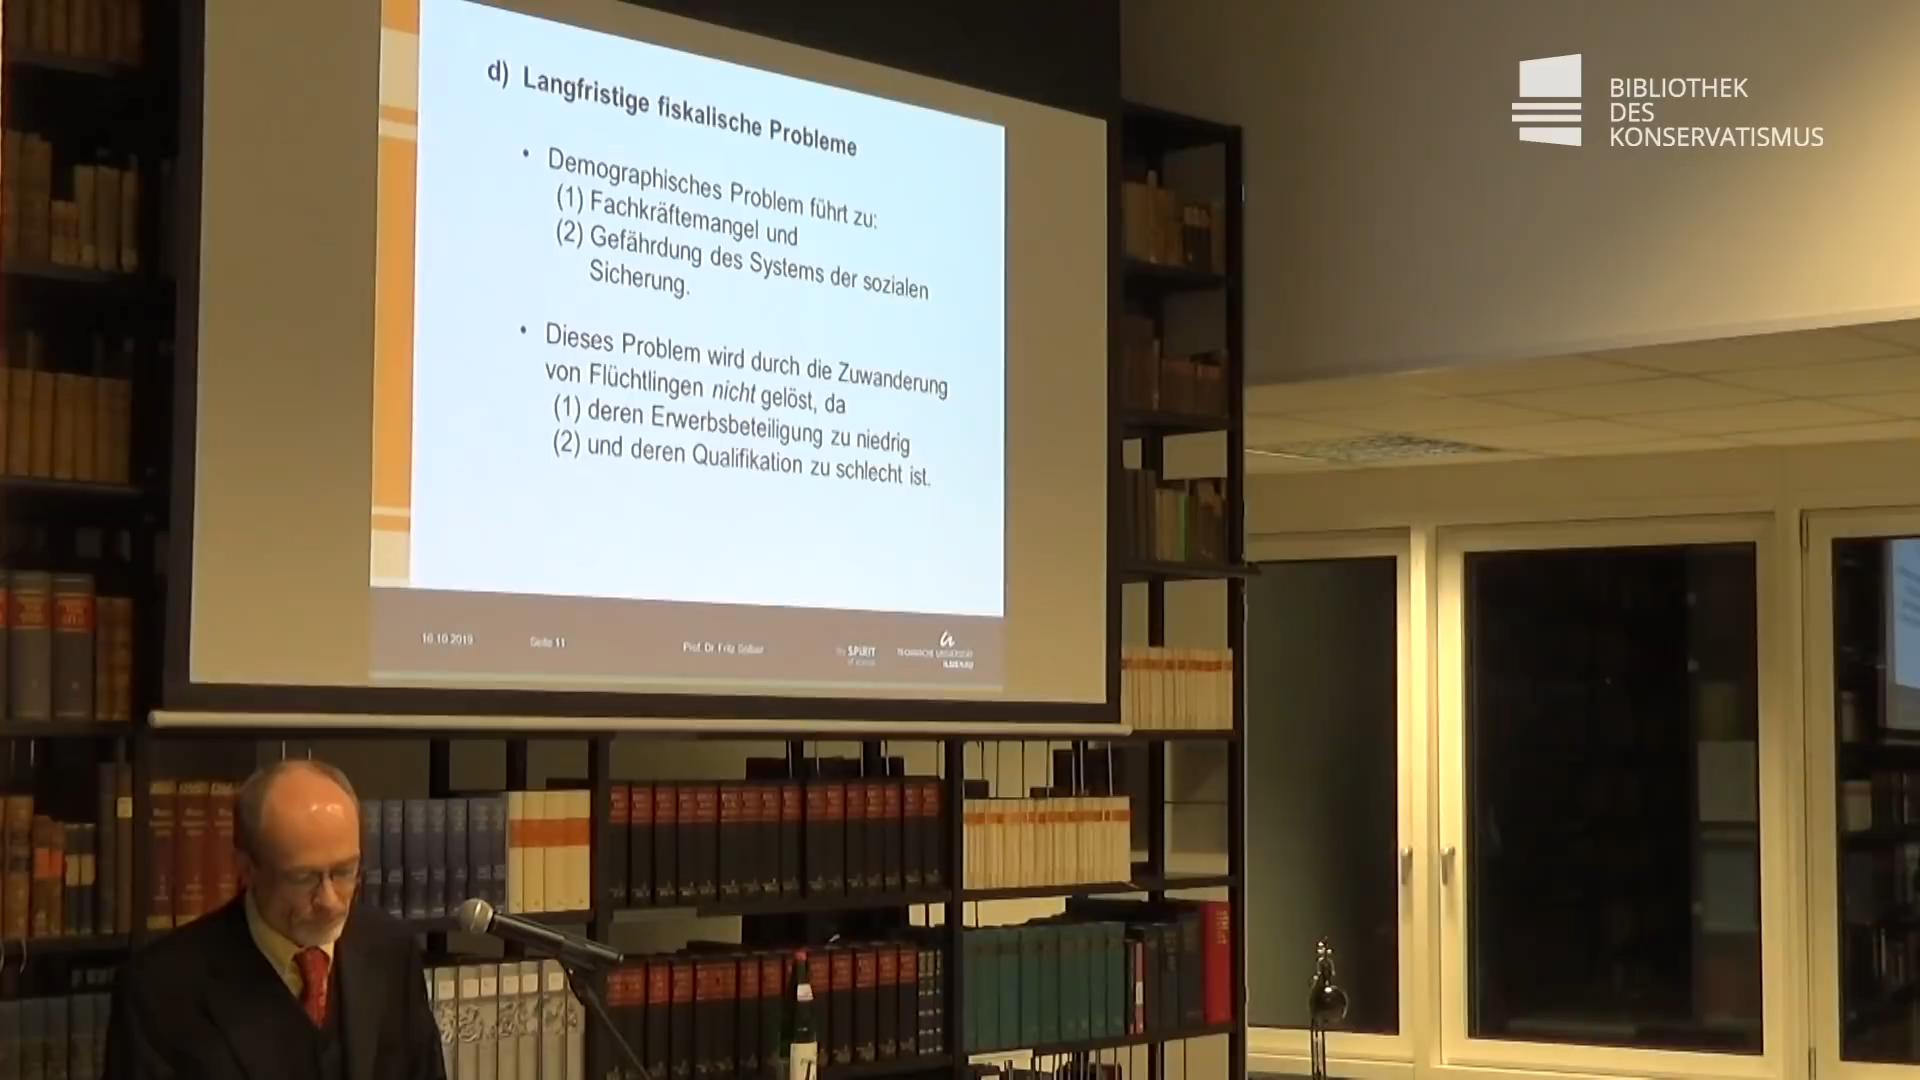 d) Langfristige fiskalische Probleme
• Demographisches Problem führt zu:
(1) Fachkräftemangel und
(2) Gefährdung des Systems der sozialen
Sicherung.
• Dieses Problem wird durch die Zuwanderung
von Flüchtlingen nicht gelöst, da
(1) deren Erwerbsbeteiligung zu niedrig
(2) und deren Qualifikation zu schlecht ist.
16.10.2019
Seite 11
Prof. Dr. Fritz
SPIRIT
BIBLIOTHEK
DES
KONSERVATISMUS